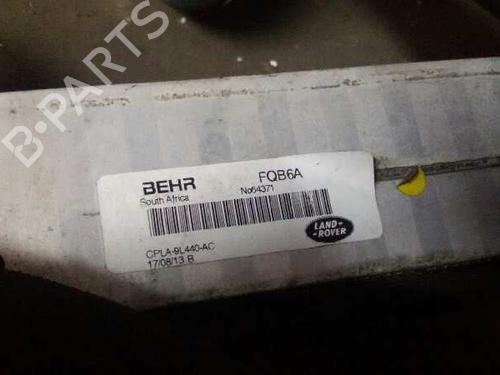 B-PARTS
BEHR FQB6A
South Africa No64371
LAND-
ROVER
CPLA-9L440-AC
17/08/13 B